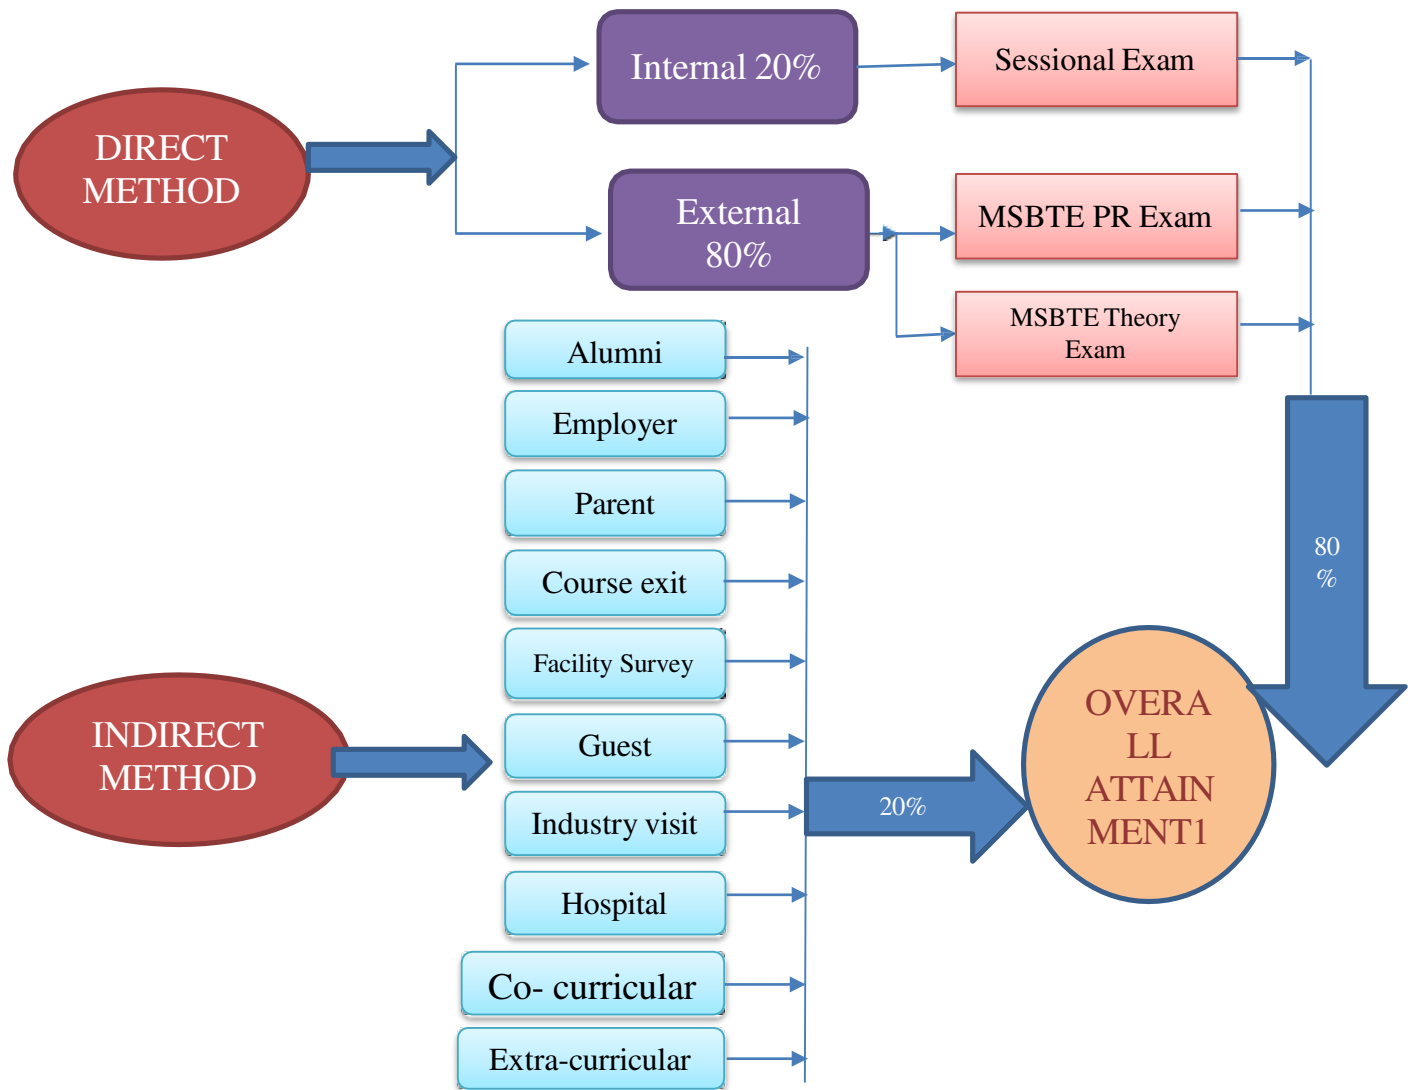 DIRECT
METHOD
Internal 20%
Sessional Exam
External
80%
MSBTE PR Exam
MSBTE Theory
Exam
Alumni
Employer
Parent
Course exit
Facility Survey
Guest
Industry visit
Hospital
Co- curricular
Extra-curricular
INDIRECT
METHOD
20%
80
%
OVERA
LL
ATTAIN
MENT1